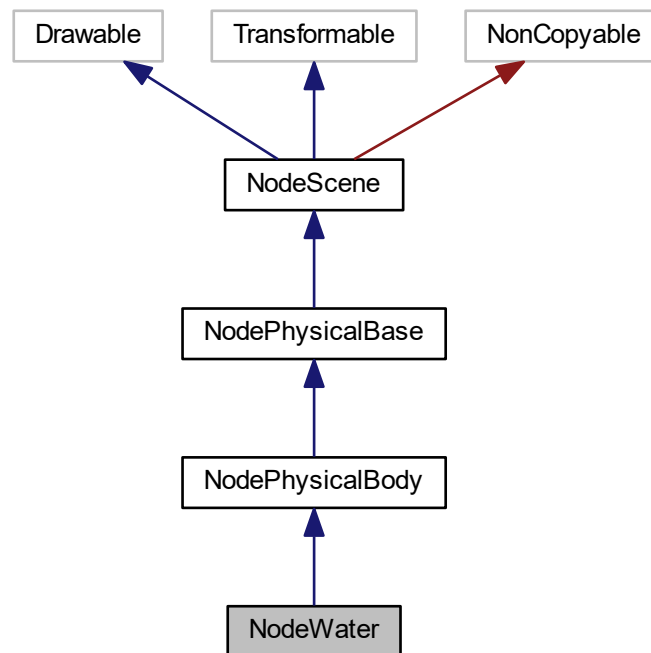 Drawable
Transformable
NonCopyable
NodeScene
NodePhysicalBase
NodePhysicalBody
NodeWater